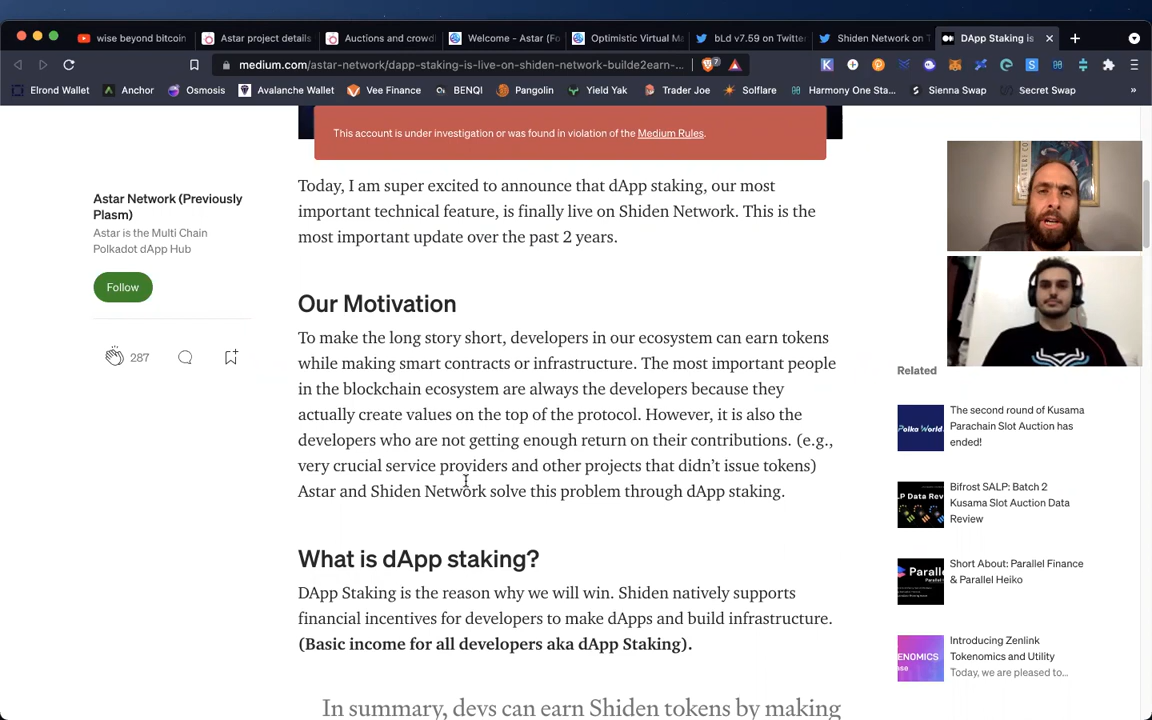 wise beyond bitcoin
Astar project details
Auctions and crowdl
Welcome - Astar (Fo
Optimistic Virtual Ma
bLd v7.59 on Twitte
Shiden Network on T
DApp Staking is
medium.com/astar-network/dapp-staking-is-live-on-shiden-network-builde2earn-...
Elrond Wallet
Anchor
Osmosis
Avalanche Wallet
Vee Finance
BENQI
Pangolin
Yield Yak
Trader Joe
Solflare
Harmony One Sta...
Sienna Swap
Secret Swap
This account is under investigation or was found in violation of the Medium Rules.
Astar Network (Previously
Plasm)
Astar is the Multi Chain
Polkadot dApp Hub
Follow
287
Today, I am super excited to announce that dApp staking, our most
important technical feature, is finally live on Shiden Network. This is the
most important update over the past 2 years.
Our Motivation
To make the long story short, developers in our ecosystem can earn tokens
while making smart contracts or infrastructure. The most important people
in the blockchain ecosystem are always the developers because they
actually create values on the top of the protocol. However, it is also the
developers who are not getting enough return on their contributions. (e.g.,
very crucial service providers and other projects that didn't issue tokens)
Astar and Shiden Network solve this problem through dApp staking.
What is dApp staking?
DApp Staking is the reason why we will win. Shiden natively supports
financial incentives for developers to make dApps and build infrastructure.
(Basic income for all developers aka dApp Staking).
In summary, devs can earn Shiden tokens by making
Related
The second round of Kusama
Parachain Slot Auction has
ended!
Bifrost SALP: Batch 2
Kusama Slot Auction Data
Review
Short About: Parallel Finance
& Parallel Heiko
Introducing Zenlink
Tokenomics and Utility
Today, we are pleased to...